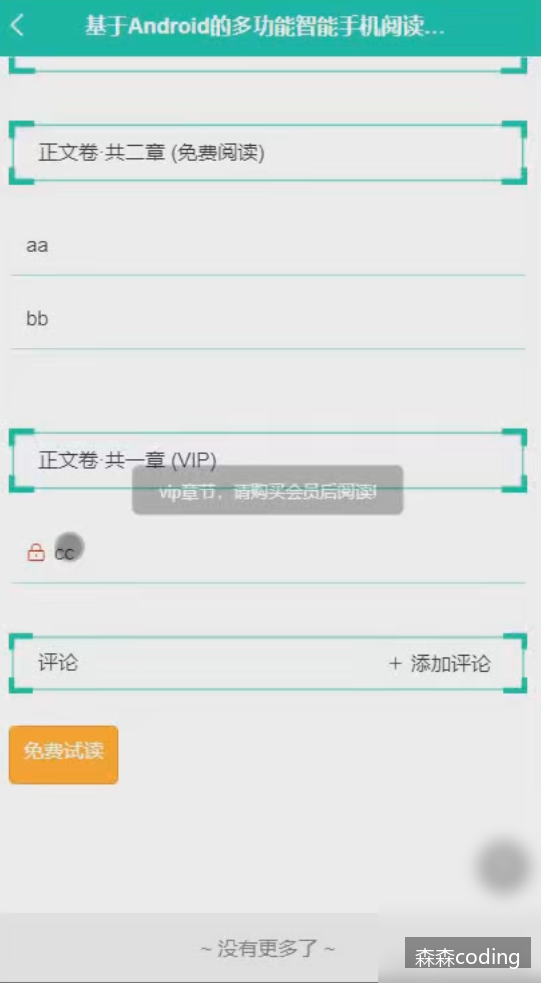 基于Android的多功能智能手机阅读...
正文卷·共二章 (免费阅读)
aa
bb
正文卷·共一章 (VIP)
vip章节，请购买会员后阅读!
cc
评论
+ 添加评论
免费试读
~ 没有更多了 ~
森森coding